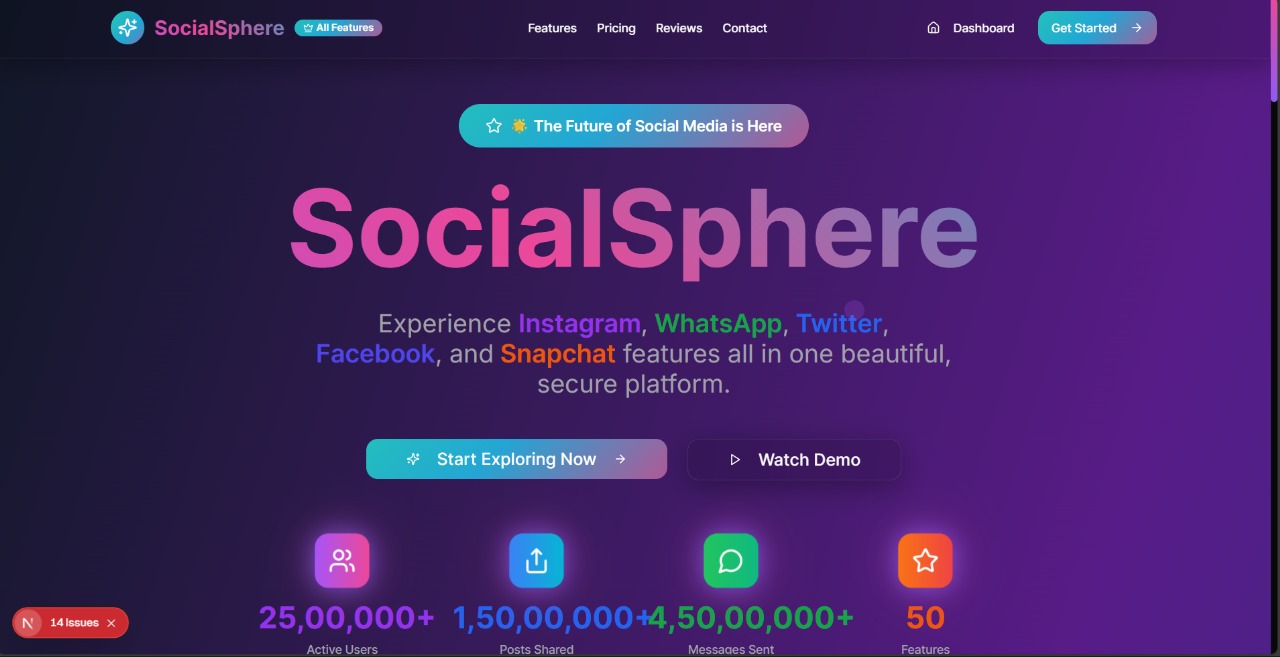 SocialSphere All Features Features Pricing Reviews Contact Dashboard Get Started →
🌟 The Future of Social Media is Here
SocialSphere
Experience Instagram, WhatsApp, Twitter,
Facebook, and Snapchat features all in one beautiful,
secure platform.
Start Exploring Now →
Watch Demo
25,00,000+ 1,50,00,000+ 4,50,00,000+ 50
Active Users Posts Shared Messages Sent Features
N 14 Issues ×